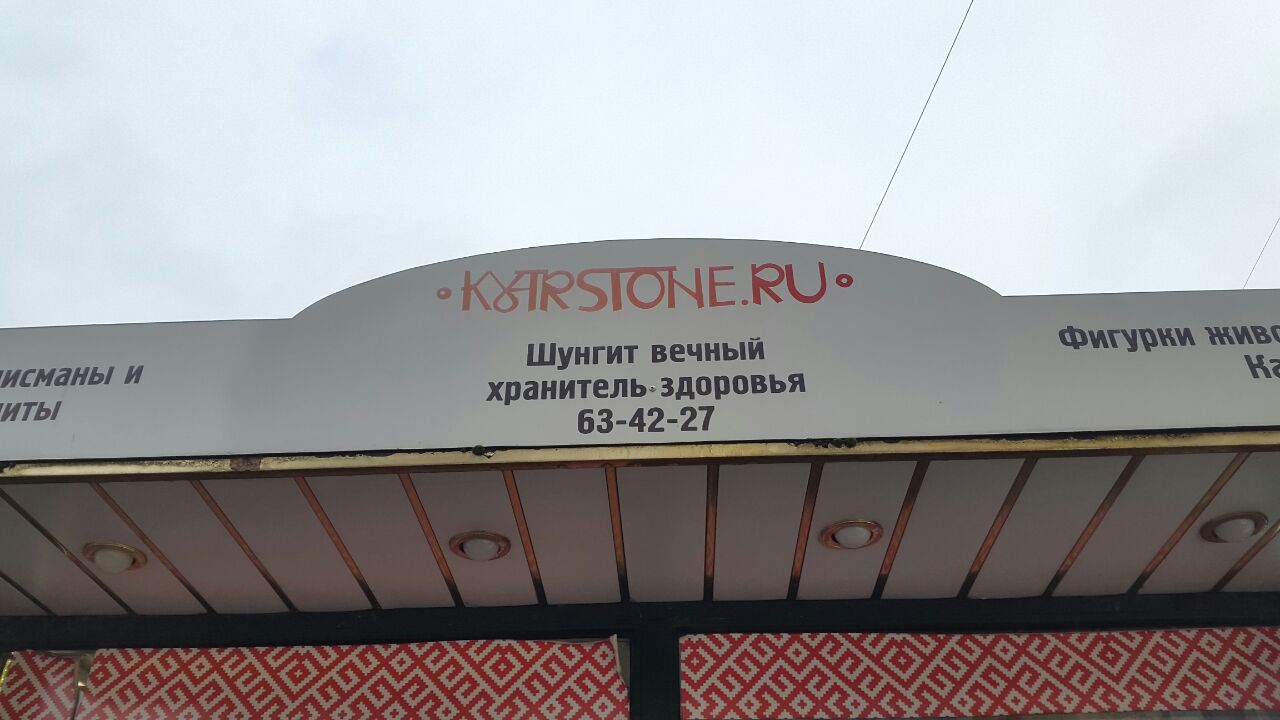 KARSTONE.RU
Шунгит вечный
хранитель здоровья
63-42-27
исманы и
иты
Фигурки живо
Ка